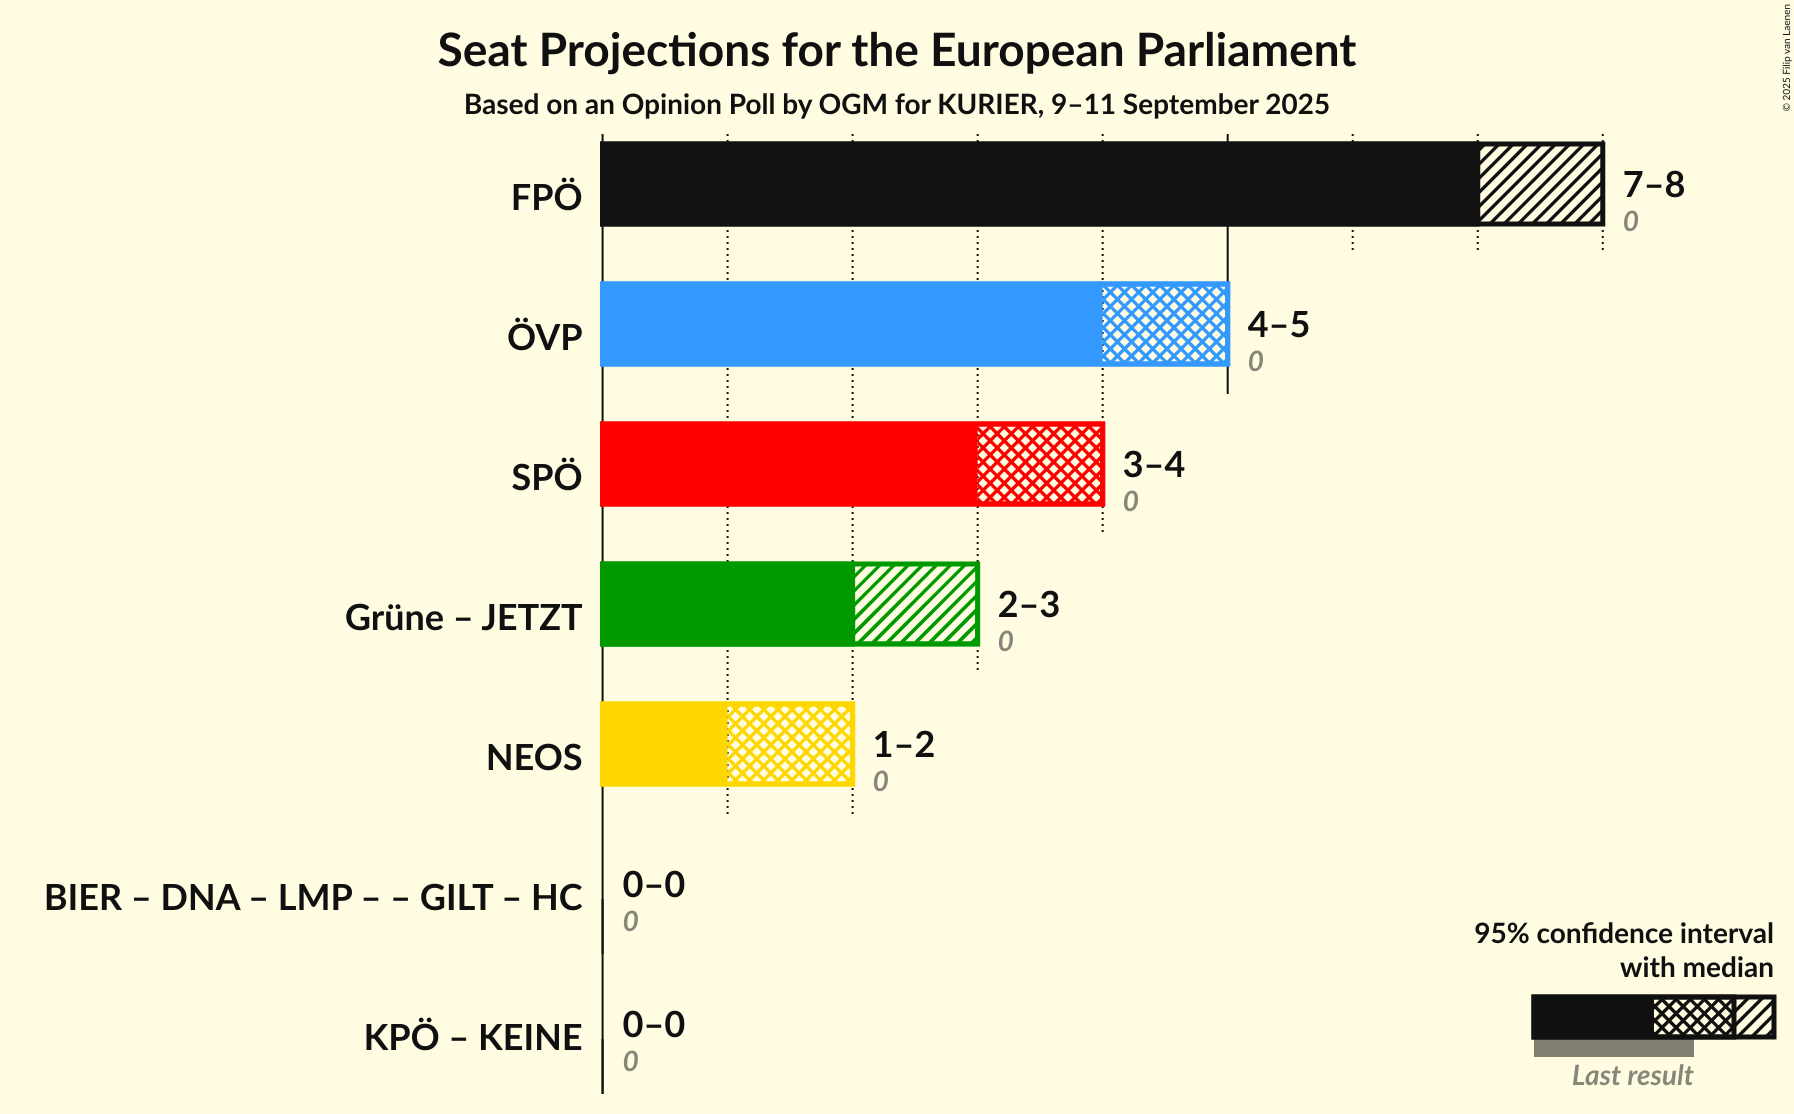 Seat Projections for the European Parliament
Based on an Opinion Poll by OGM for KURIER, 9–11 September 2025
© 2025 Filip van Laenen
FPÖ
7–8
0
ÖVP
4–5
0
SPÖ
3–4
0
Grüne – JETZT
2–3
0
NEOS
1–2
0
BIER – DNA – LMP – – GILT – HC
0–0
0
KPÖ – KEINE
0–0
0
95% confidence interval
with median
Last result